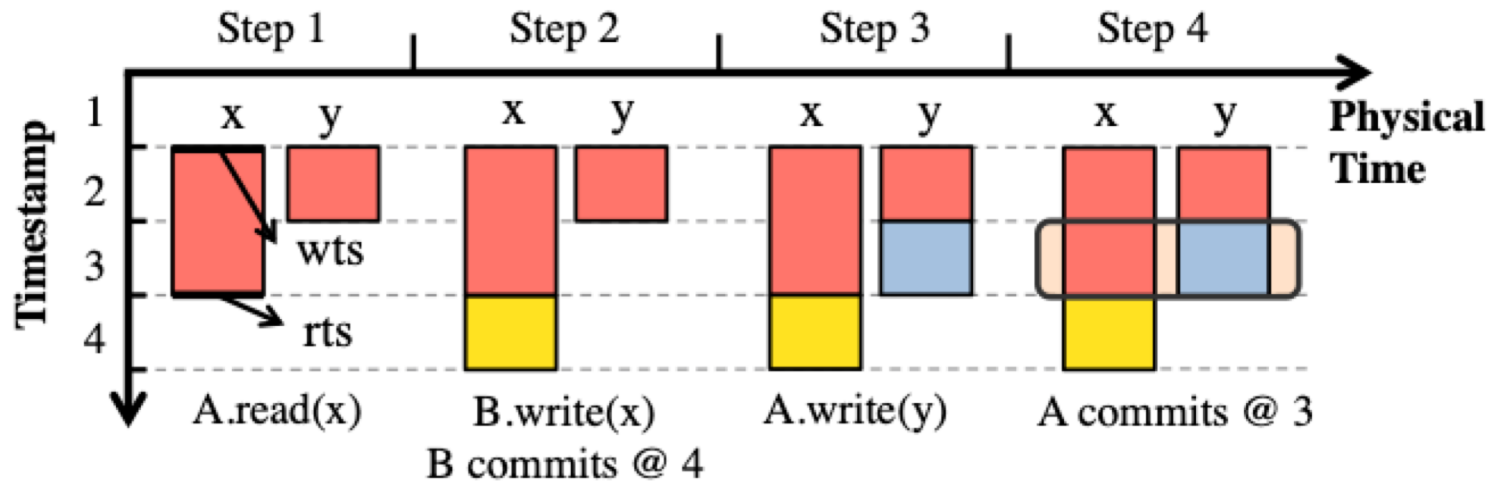 Step 1 Step 2 Step 3 Step 4
1 x y x y x y x y Physical
Time
Timestamp
2
wts
3
rts
4
A.read(x) B.write(x) A.write(y) A commits @ 3
B commits @ 4